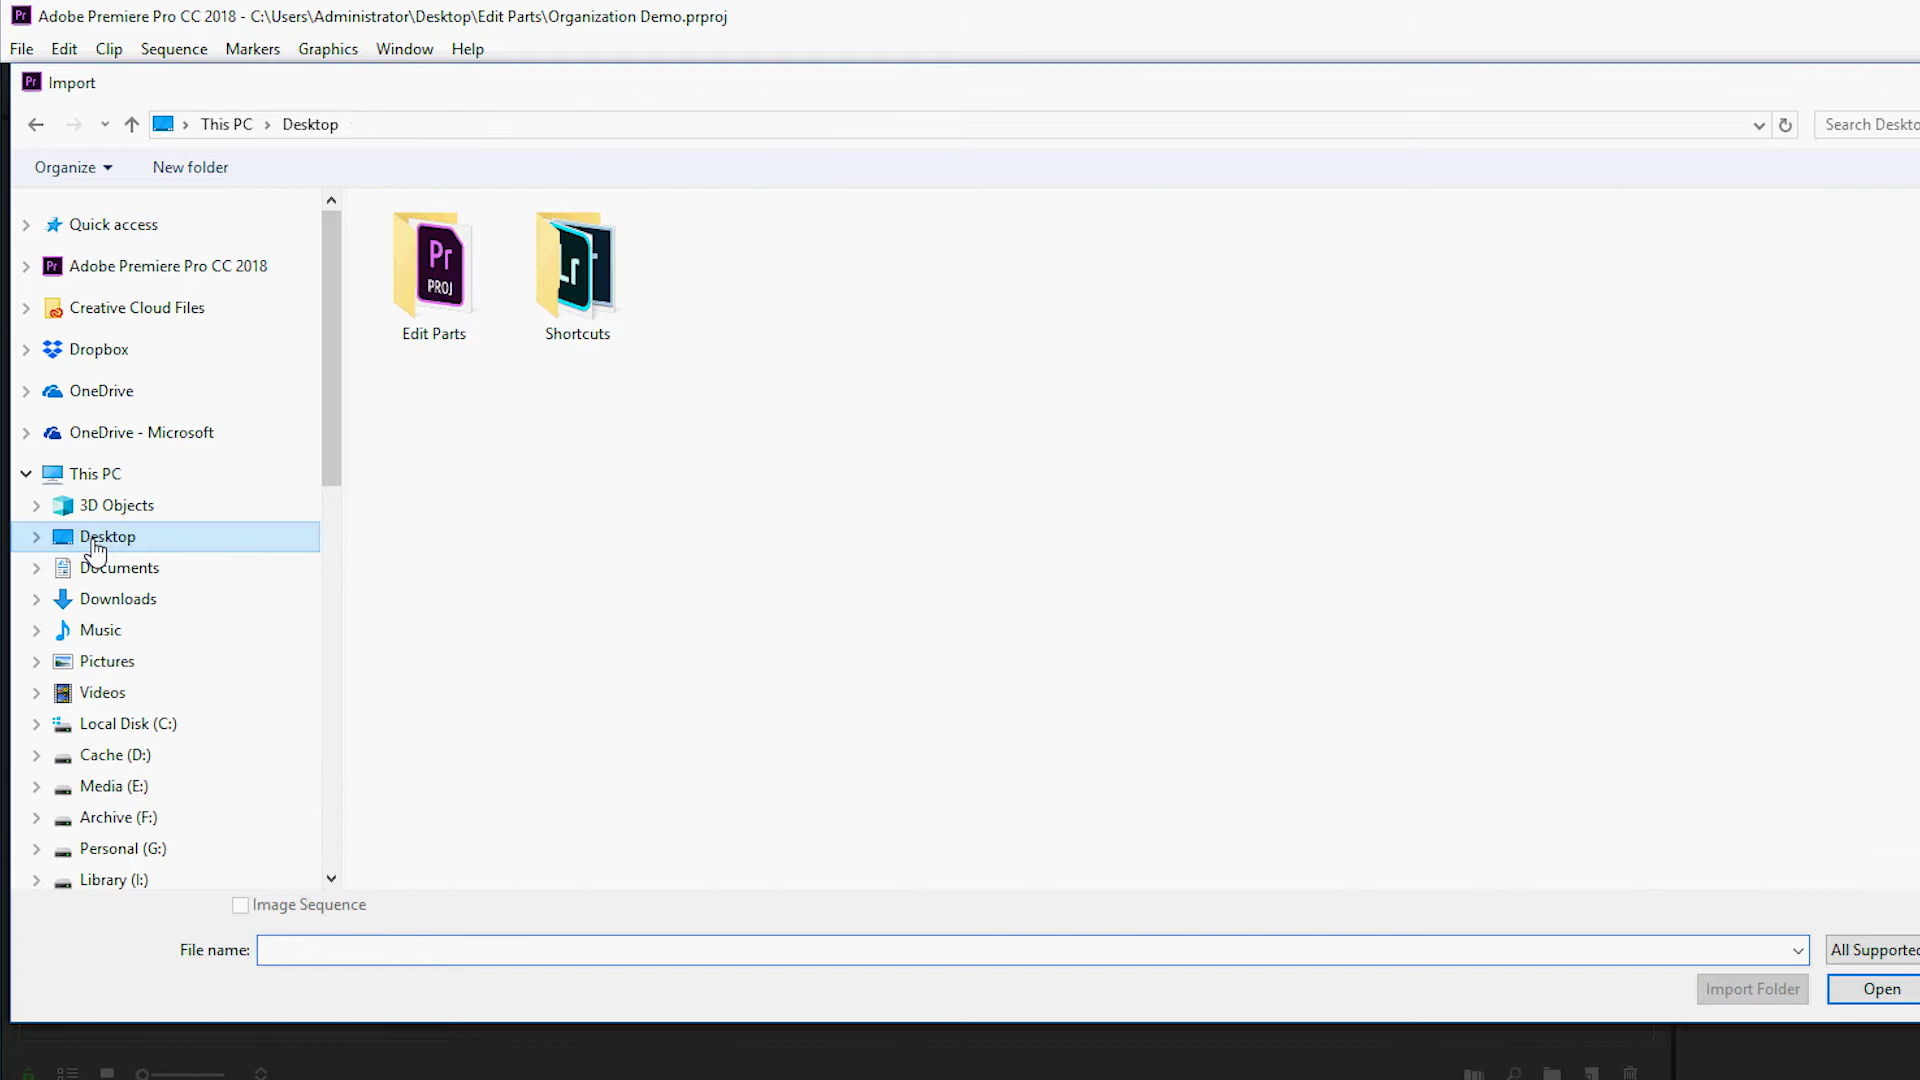 Adobe Premiere Pro CC 2018 - C:\Users\Administrator\Desktop\Edit Parts\Organization Demo.prproj
File Edit Clip Sequence Markers Graphics Window Help
Import
This PC Desktop
Search Deskto
Organize New folder
Quick access
Adobe Premiere Pro CC 2018
Creative Cloud Files
Dropbox
OneDrive
OneDrive - Microsoft
This PC
3D Objects
Desktop
Documents
Downloads
Music
Pictures
Videos
Local Disk (C:)
Cache (D:)
Media (E:)
Archive (F:)
Personal (G:)
Library (I:)
Pr
PROJ
Edit Parts
Lr
Shortcuts
Image Sequence
File name:
All Supported
Import Folder
Open